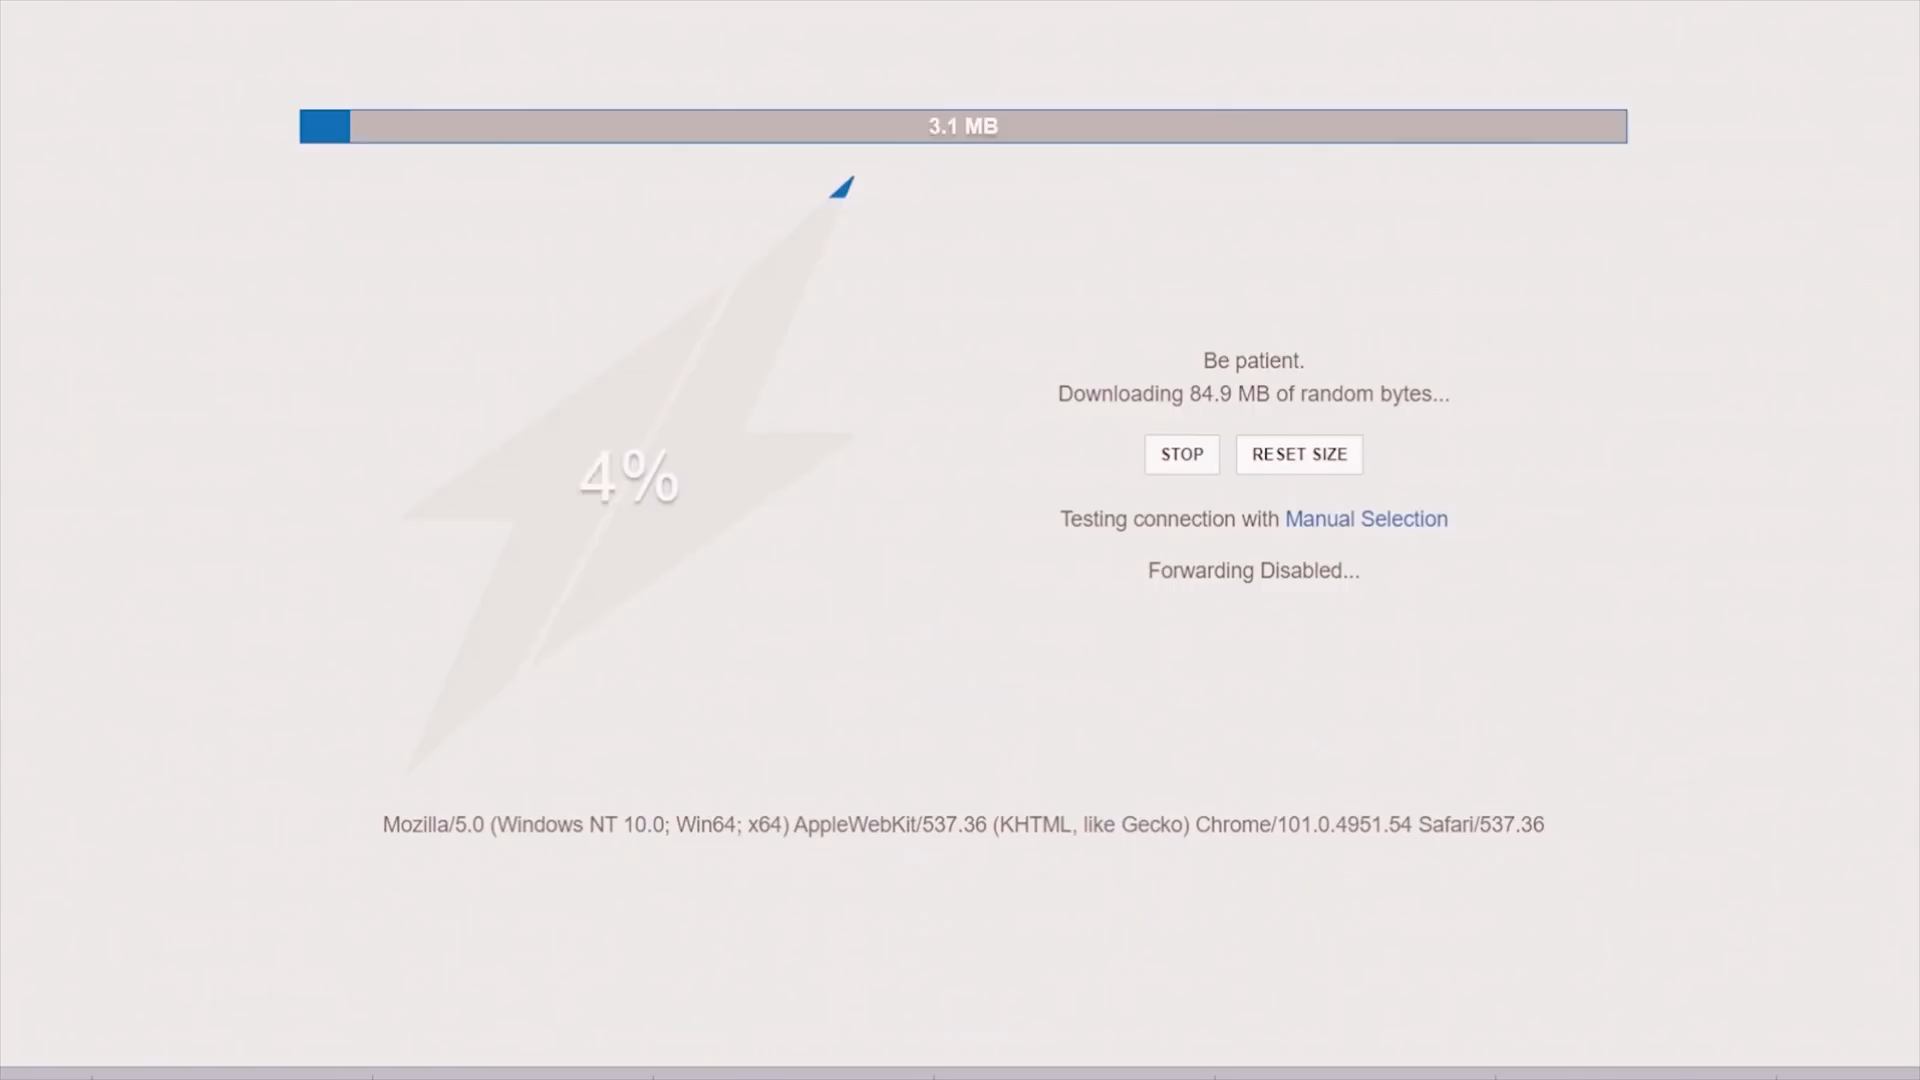 3.1 MB
4%
Be patient.
Downloading 84.9 MB of random bytes...
STOP RESET SIZE
Testing connection with Manual Selection
Forwarding Disabled...
Mozilla/5.0 (Windows NT 10.0; Win64; x64) AppleWebKit/537.36 (KHTML, like Gecko) Chrome/101.0.4951.54 Safari/537.36